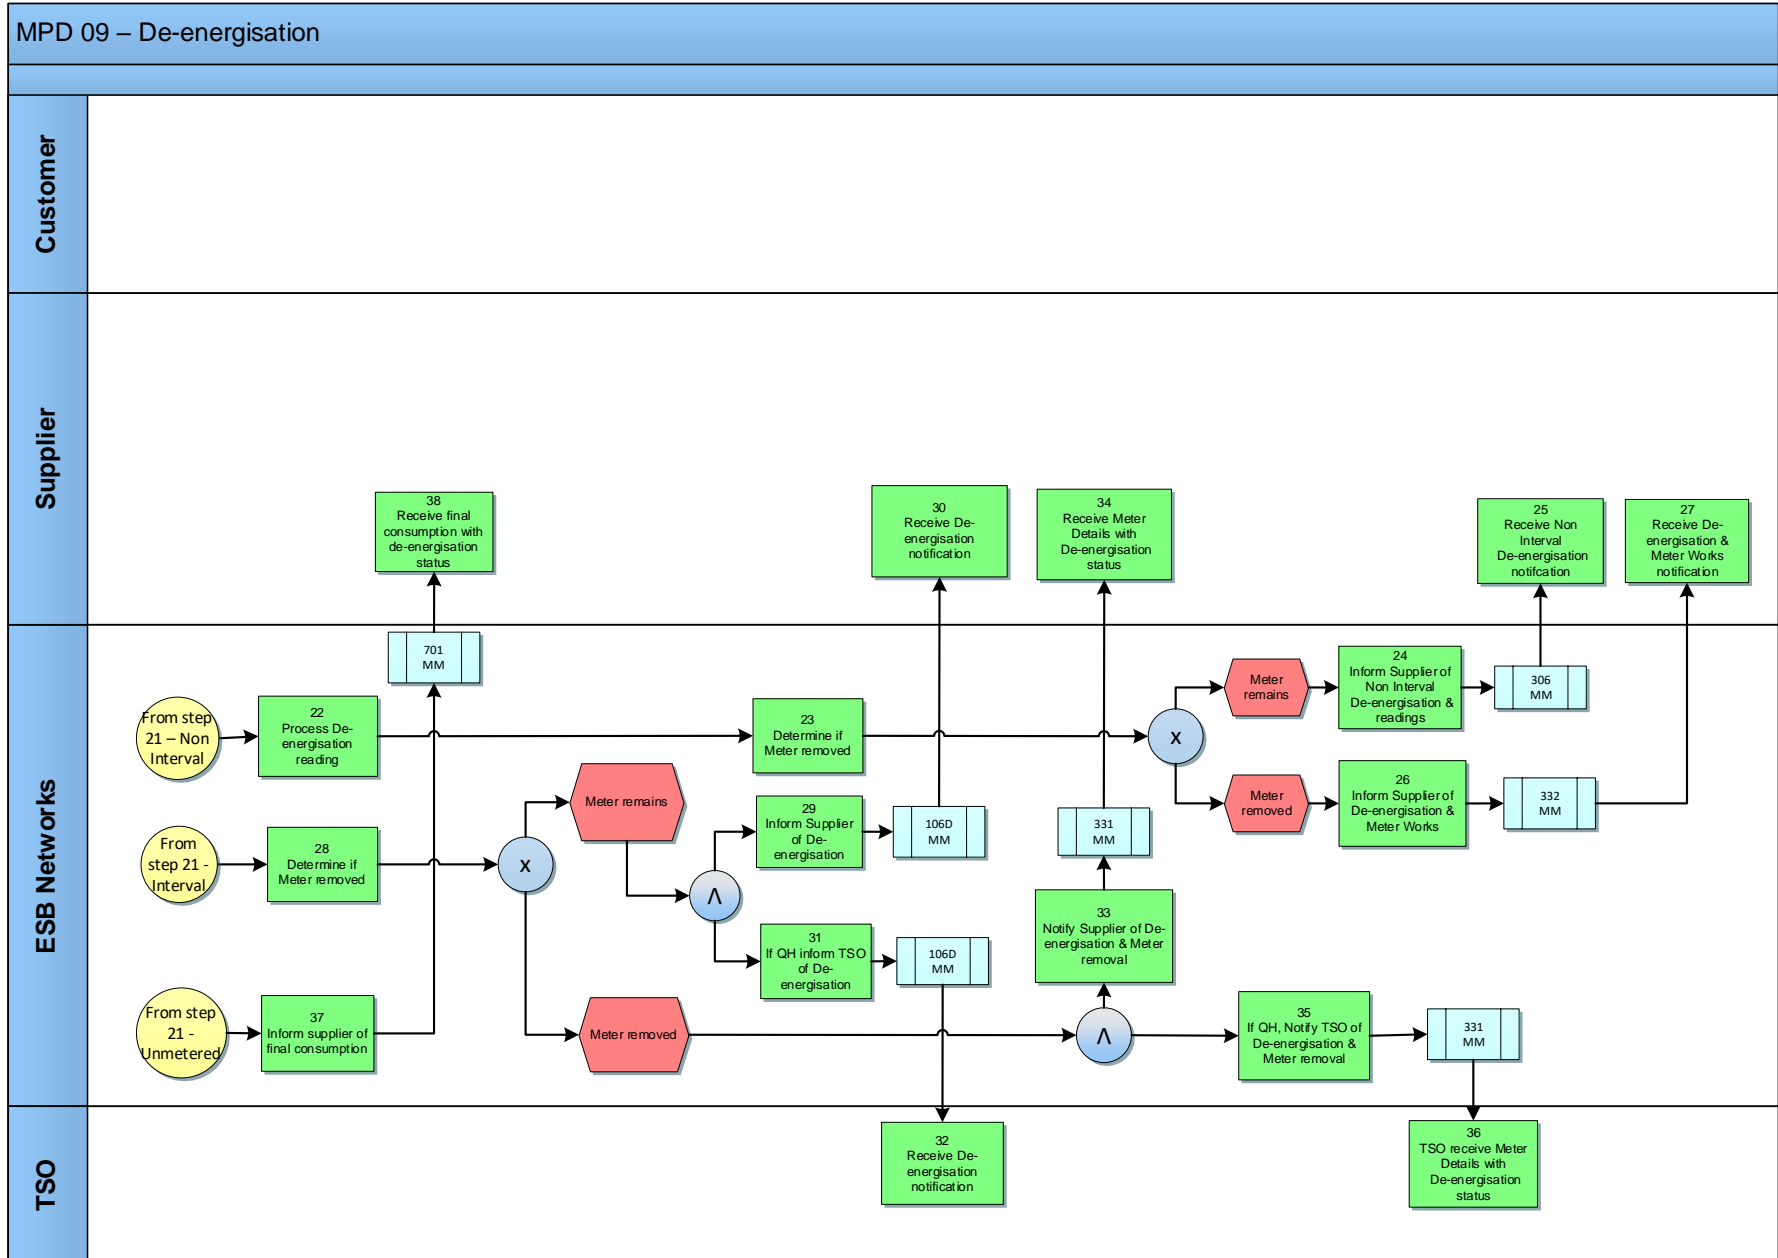 MPD 09 – De-energisation
Customer
Supplier
38
Receive final
consumption with
de-energisation
status
30
Receive De-
energisation
notification
34
Receive Meter
Details with
De-energisation
status
25
Receive Non
Interval
De-energisation
notifcation
27
Receive De-
energisation &
Meter Works
notification
ESB Networks
701
MM
From step
21 – Non
Interval
22
Process De-
energisation
reading
23
Determine if
Meter removed
X
Meter
remains
24
Inform Supplier of
Non Interval
De-energisation &
readings
306
MM
Meter
removed
26
Inform Supplier of
De-energisation &
Meter Works
332
MM
From
step 21 -
Interval
28
Determine if
Meter removed
X
Meter remains
Λ
29
Inform Supplier
of De-
energisation
106D
MM
331
MM
31
If QH inform TSO
of De-
energisation
106D
MM
33
Notify Supplier of De-
energisation & Meter
removal
From step
21 -
Unmetered
37
Inform supplier of
final consumption
Meter removed
Λ
35
If QH, Notify TSO of
De-energisation &
Meter removal
331
MM
TSO
32
Receive De-
energisation
notification
36
TSO receive Meter
Details with
De-energisation
status